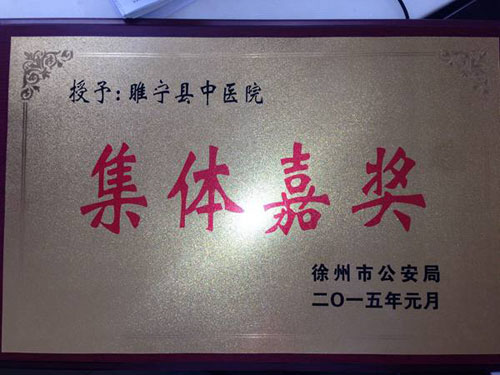 授予：睢宁县中医院
集体嘉奖
徐州市公安局
二〇一五年元月